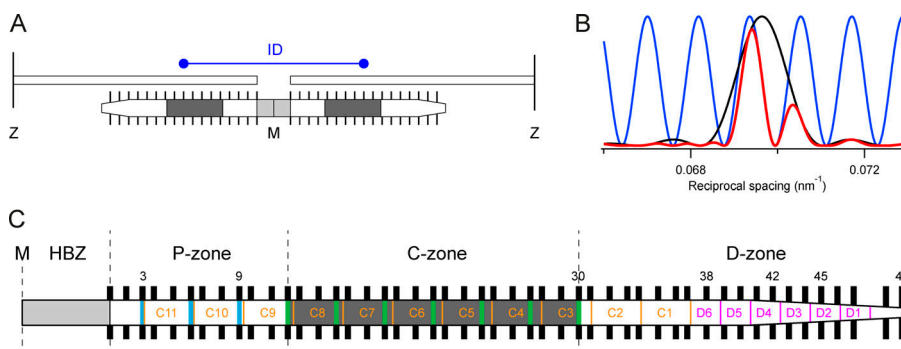 A
B
ID
Z
M
Z
0.068
0.072
Reciprocal spacing (nm⁻¹)
C
M HBZ P-zone C-zone D-zone
3 9 30 38 42 45
C11 C10 C9 C8 C7 C6 C5 C4 C3 C2 C1 D6 D5 D4 D3 D2 D1